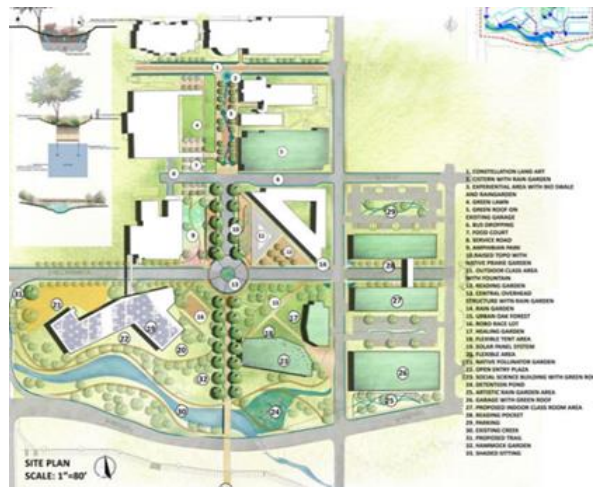 1. CONSTELLATION LAND ART
2. CISTERN WITH RAIN GARDEN
3. EXPERIENTIAL AREA WITH BIO SWALE
AND RAINGARDEN
4. GREEN LAWN
5. GREEN ROOF ON
EXISTING GARAGE
6. BUS DROPPING
7. FOOD COURT
8. SERVICE ROAD
9. AMPHIBIAN PARK
10.RAISED TOPO WITH
NATIVE PRAIRE GARDEN
11. OUTDOOR CLASS AREA
WITH FOUNTAIN
12. READING GARDEN
13. CENTRAL OVERHEAD
STRUCTURE WITH RAIN GARDEN
14. RAIN GARDEN
15. URBAN OAK FOREST
16. ROBO RACE LOT
17. HEALING GARDEN
18. FLEXIBLE TENT AREA
19. SOLAR PANEL SYSTEM
20. FLEXIBLE AREA
21. NATIVE POLLINATOR GARDEN
22. OPEN ENTRY PLAZA
23. SOCIAL SCIENCE BUILDING WITH GREEN ROO
24. DETENTION POND
25. ARTISTIC RAIN GARDEN AREA
26. GARAGE WITH GREEN ROOF
27. PROPOSED INDOOR CLASS ROOM AREA
28. READING POCKET
29. PARKING
30. EXISTING CREEK
31. PROPOSED TRAIL
32. HAMMOCK GARDEN
33. SHADED SITTING
SITE PLAN
SCALE: 1"=80'